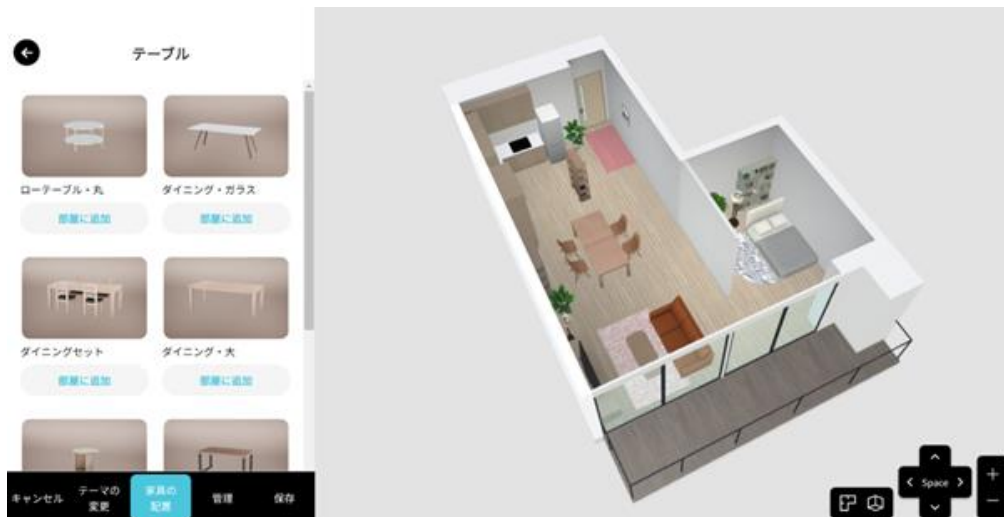 テーブル
ローテーブル・丸
ダイニング・ガラス
部屋に追加
部屋に追加
ダイニングセット
ダイニング・大
部屋に追加
部屋に追加
キャンセル
テーマの
変更
家具の
配置
管理
保存
Space